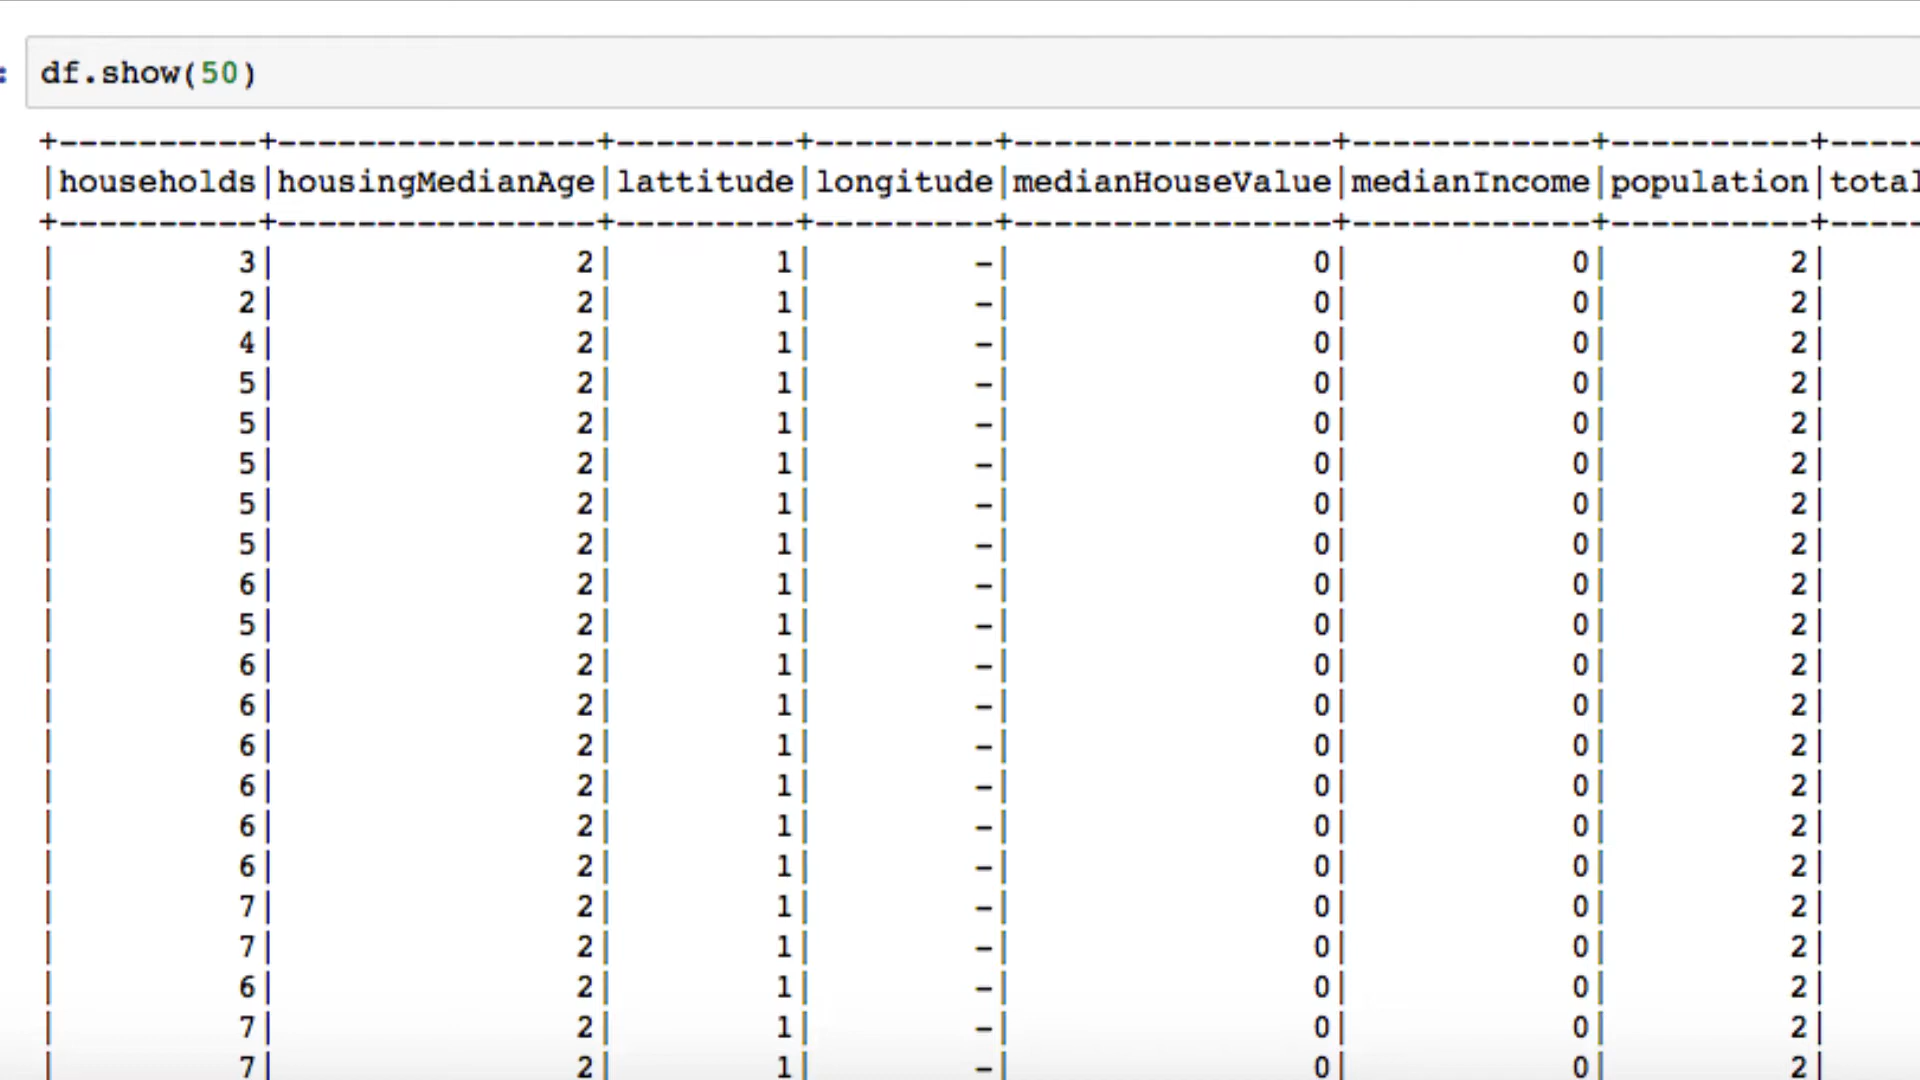 : df.show(50)
+----------+----------------+---------+---------+----------------+------------+----------+-----
|households|housingMedianAge|lattitude|longitude|medianHouseValue|medianIncome|population|total
+----------+----------------+---------+---------+----------------+------------+----------+-----
| 3| 2| 1| -| 0| 0| 2|
| 2| 2| 1| -| 0| 0| 2|
| 4| 2| 1| -| 0| 0| 2|
| 5| 2| 1| -| 0| 0| 2|
| 5| 2| 1| -| 0| 0| 2|
| 5| 2| 1| -| 0| 0| 2|
| 5| 2| 1| -| 0| 0| 2|
| 5| 2| 1| -| 0| 0| 2|
| 6| 2| 1| -| 0| 0| 2|
| 5| 2| 1| -| 0| 0| 2|
| 6| 2| 1| -| 0| 0| 2|
| 6| 2| 1| -| 0| 0| 2|
| 6| 2| 1| -| 0| 0| 2|
| 6| 2| 1| -| 0| 0| 2|
| 6| 2| 1| -| 0| 0| 2|
| 6| 2| 1| -| 0| 0| 2|
| 7| 2| 1| -| 0| 0| 2|
| 7| 2| 1| -| 0| 0| 2|
| 6| 2| 1| -| 0| 0| 2|
| 7| 2| 1| -| 0| 0| 2|
| 7| 2| 1| -| 0| 0| 2|